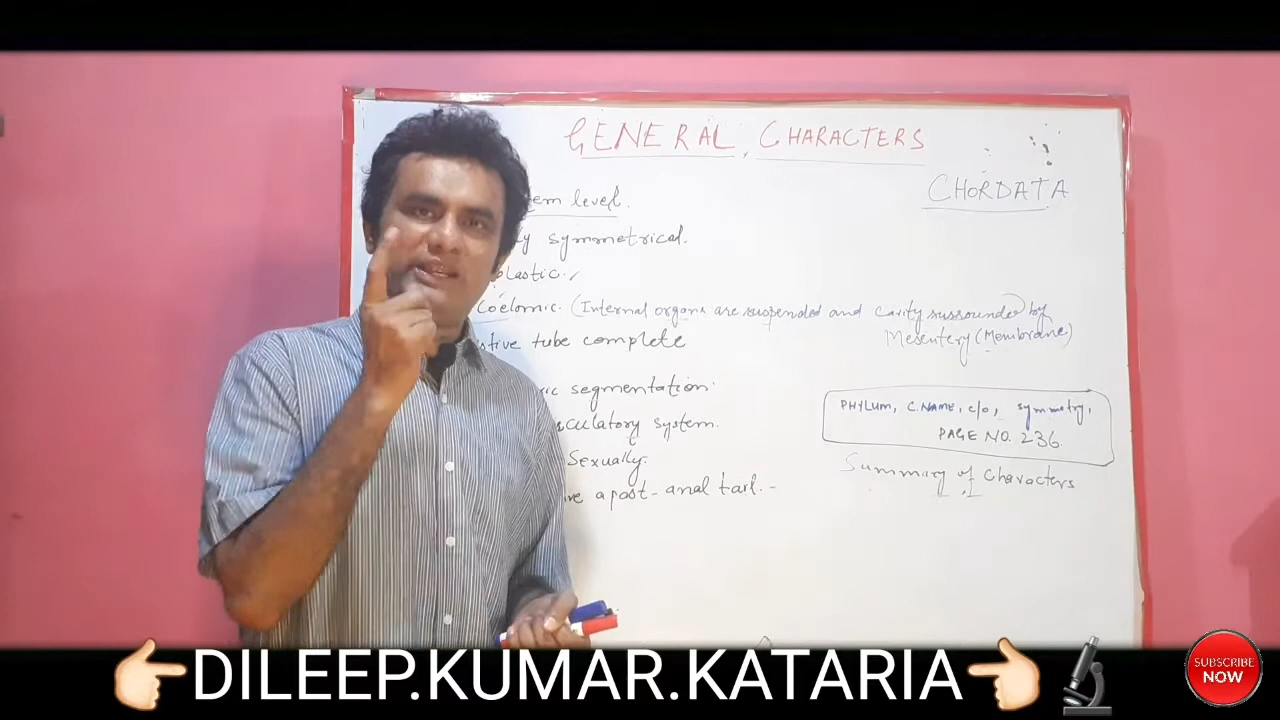 GENERAL, CHARACTERS
CHORDATA
em level.
y symmetrical.
plastic.
Coelomic. (Internal organs are suspended and cavity surrounded by
Mesentery (Membrane)
stive tube complete
ic segmentation.
PHYLUM, C.NAME, c/o, symmetry,
PAGE NO. 236.
culatory system.
Sexually.
Summary of Characters
ve a post-anal tail.-
DILEEP.KUMAR.KATARIA
SUBSCRIBE
NOW